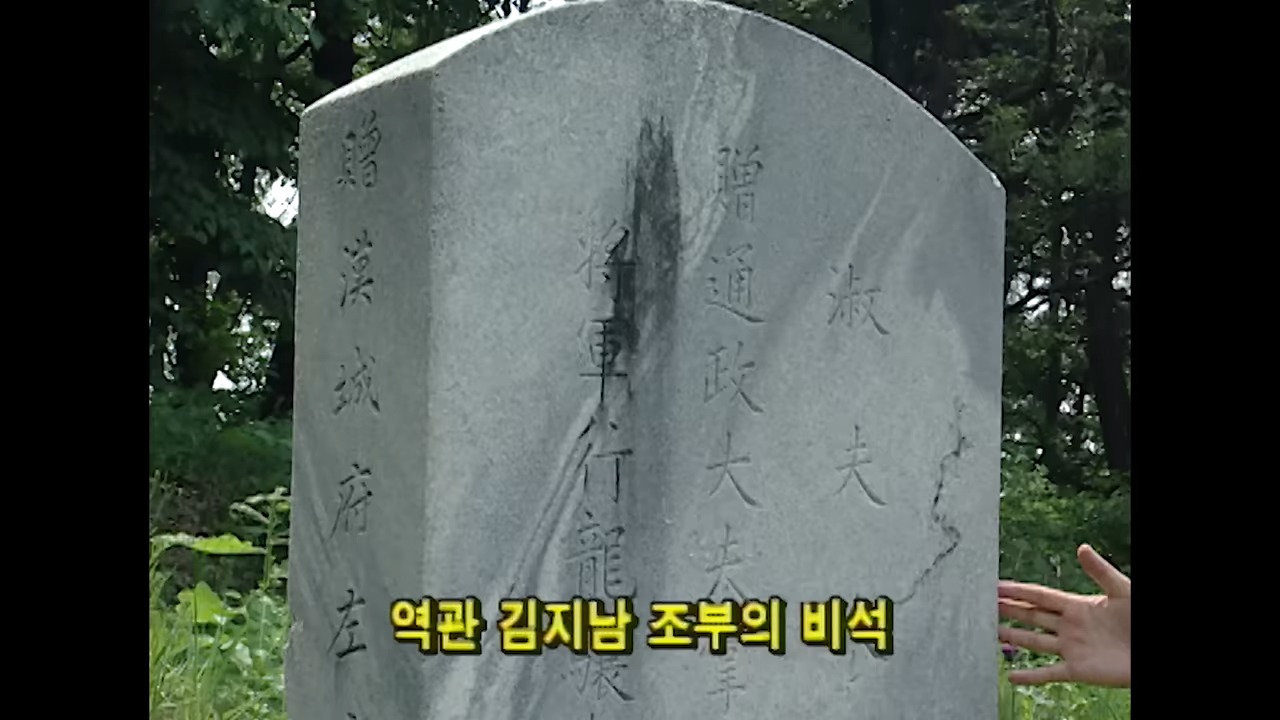 淑夫
贈通政大夫
將軍行龍驤
贈漢城府左
역관 김지남 조부의 비석